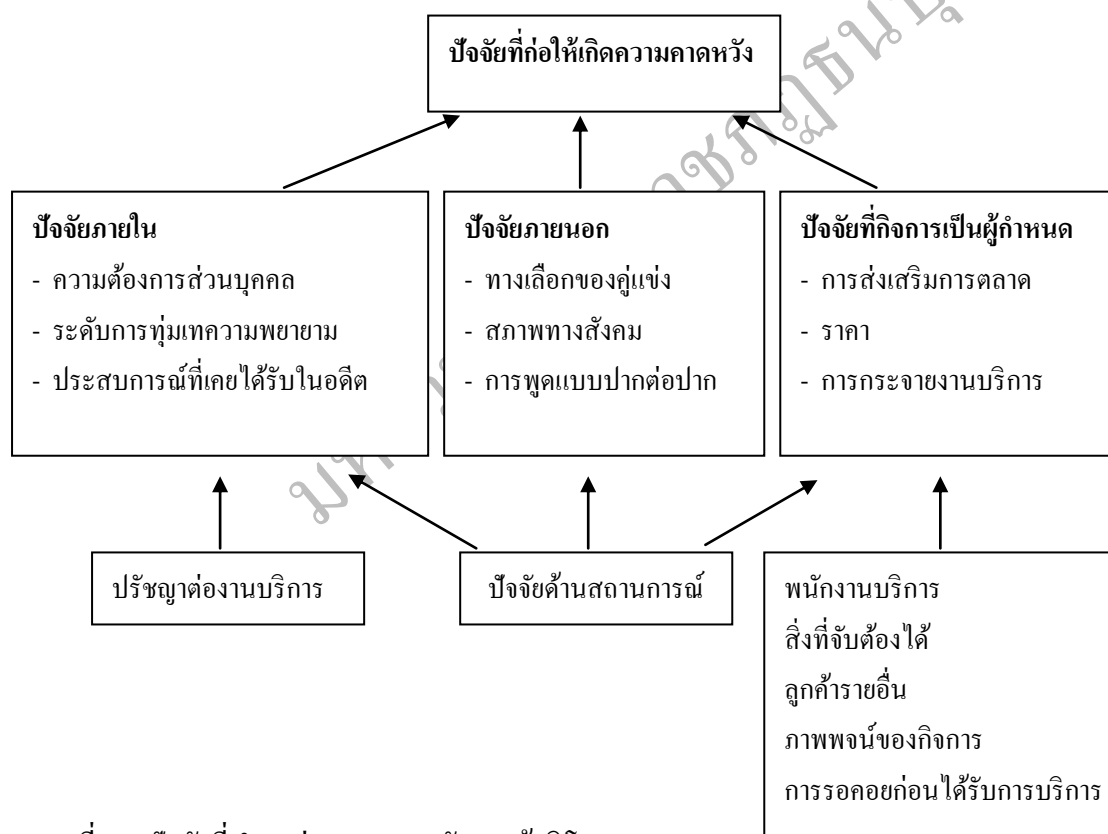 ปัจจัยที่ก่อให้เกิดความคาดหวัง
ปัจจัยภายใน
- ความต้องการส่วนบุคคล
- ระดับการทุ่มเทความพยายาม
- ประสบการณ์ที่เคยได้รับในอดีต
ปัจจัยภายนอก
- ทางเลือกของคู่แข่ง
- สภาพทางสังคม
- การพูดแบบปากต่อปาก
ปัจจัยที่กิจการเป็นผู้กำหนด
- การส่งเสริมการตลาด
- ราคา
- การกระจายงานบริการ
ปรัชญาต่องานบริการ
ปัจจัยด้านสถานการณ์
พนักงานบริการ
สิ่งที่จับต้องได้
ลูกค้ารายอื่น
ภาพพจน์ของกิจการ
การรอคอยก่อนได้รับการบริการ